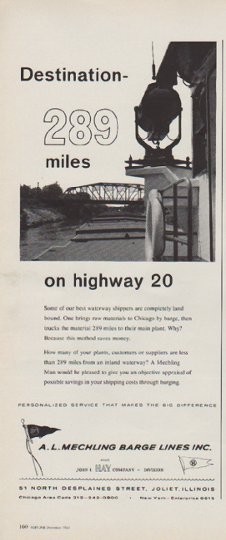 Destination-
289
miles
on highway 20
Some of our best waterway shippers are completely land
bound. One brings raw materials to Chicago by barge, then
trucks the material 289 miles to their main plant. Why?
Because this method saves money.
How many of your plants, customers or suppliers are less
than 289 miles from an inland waterway? A Mechling
Man would be pleased to give you an objective appraisal of
possible savings in your shipping costs through barging.
PERSONALIZED SERVICE THAT MAKES THE BIG DIFFERENCE
A.L. MECHLING BARGE LINES INC.
JOHN I. HAY COMPANY - DIVISION
51 NORTH DESPLAINES STREET, JOLIET, ILLINOIS
Chicago Area Code 312-242-0800 • New York - Enterprise 6613